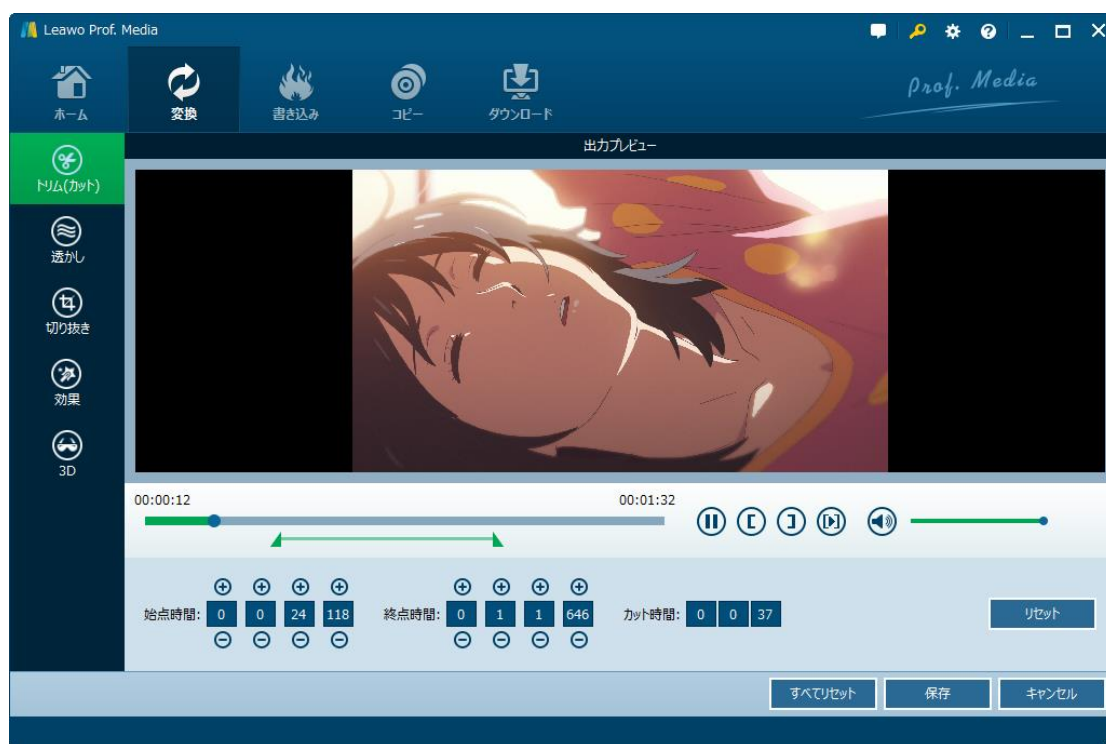 Leawo Prof. Media
ホーム
変換
書き込み
コピー
ダウンロード
Prof. Media
トリム(カット)
透かし
切り抜き
効果
3D
出力プレビュー
00:00:12
00:01:32
始点時間: 0 0 24 118 終点時間: 0 1 1 646 カット時間: 0 0 37 リセット
すべてリセット 保存 キャンセル